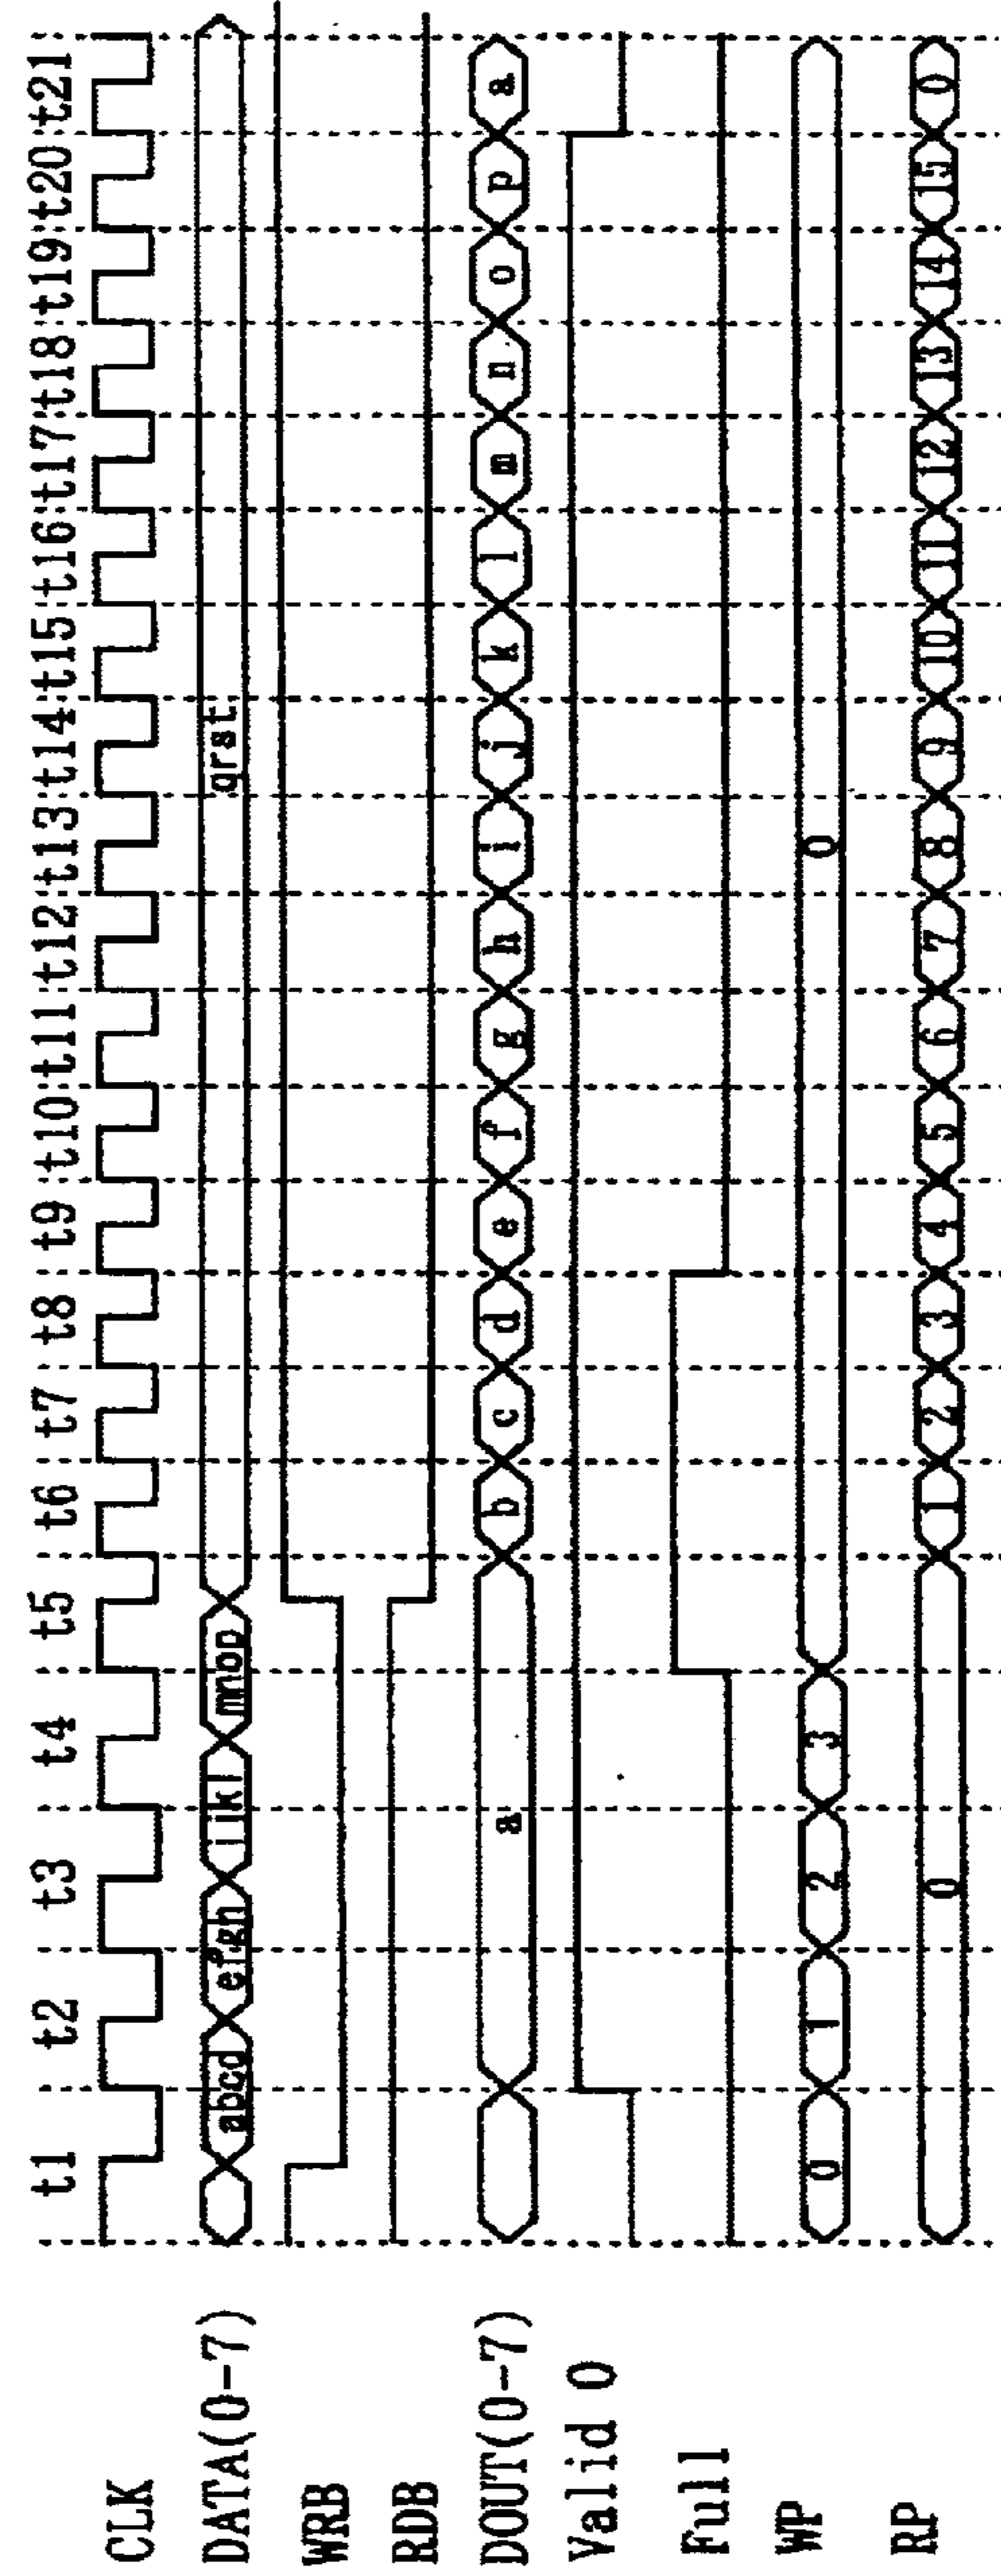 t1 t2 t3 t4 t5 t6 t7 t8 t9 t10 t11 t12 t13 t14 t15 t16 t17 t18 t19 t20 t21
CLK
DATA(0-7) abcd efgh ijkl mnop qrst
WRB
RDB
DOUT(0-7) a b c d e f g h i j k l m n o p a
Valid 0
Full
WP 0 1 2 3 0
RP 0 1 2 3 4 5 6 7 8 9 10 11 12 13 14 15 0